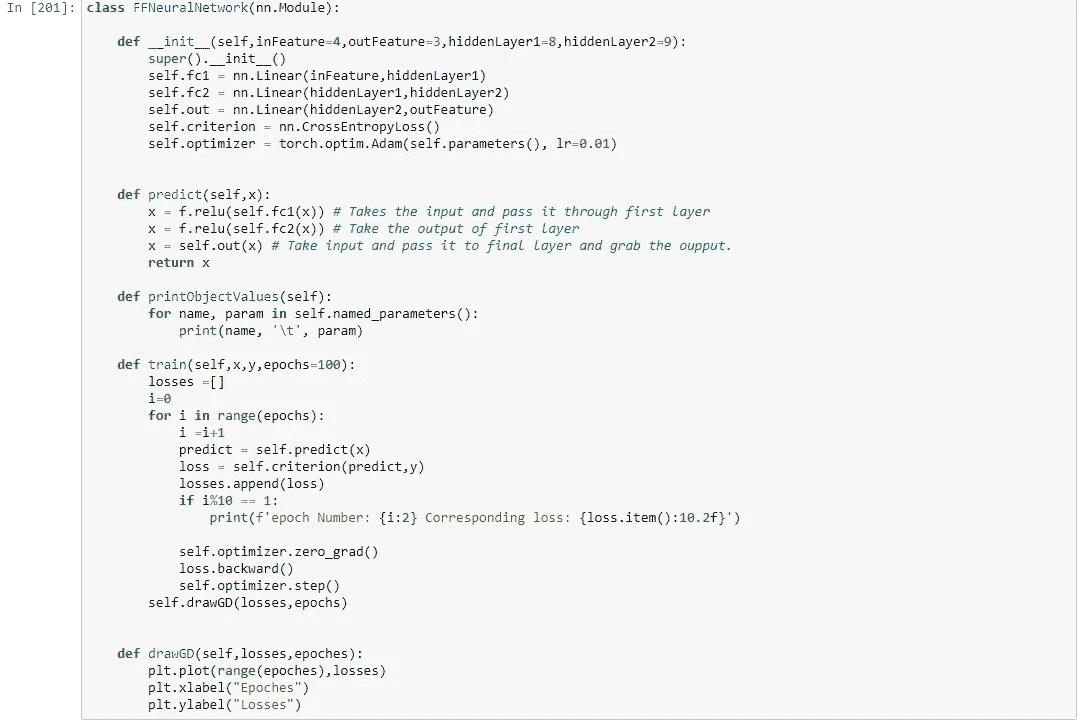 In [201]: class FFNeuralNetwork(nn.Module):
def __init__(self,inFeature=4,outFeature=3,hiddenLayer1=8,hiddenLayer2=9):
super().__init__()
self.fc1 = nn.Linear(inFeature,hiddenLayer1)
self.fc2 = nn.Linear(hiddenLayer1,hiddenLayer2)
self.out = nn.Linear(hiddenLayer2,outFeature)
self.criterion = nn.CrossEntropyLoss()
self.optimizer = torch.optim.Adam(self.parameters(), lr=0.01)
def predict(self,x):
x = f.relu(self.fc1(x)) # Takes the input and pass it through first layer
x = f.relu(self.fc2(x)) # Take the output of first layer
x = self.out(x) # Take input and pass it to final layer and grab the oupput.
return x
def printObjectValues(self):
for name, param in self.named_parameters():
print(name, '\t', param)
def train(self,x,y,epochs=100):
losses =[]
i=0
for i in range(epochs):
i =i+1
predict = self.predict(x)
loss = self.criterion(predict,y)
losses.append(loss)
if i%10 == 1:
print(f'epoch Number: {i:2} Corresponding loss: {loss.item():10.2f}')
self.optimizer.zero_grad()
loss.backward()
self.optimizer.step()
self.drawGD(losses,epochs)
def drawGD(self,losses,epoches):
plt.plot(range(epoches),losses)
plt.xlabel("Epoches")
plt.ylabel("Losses")